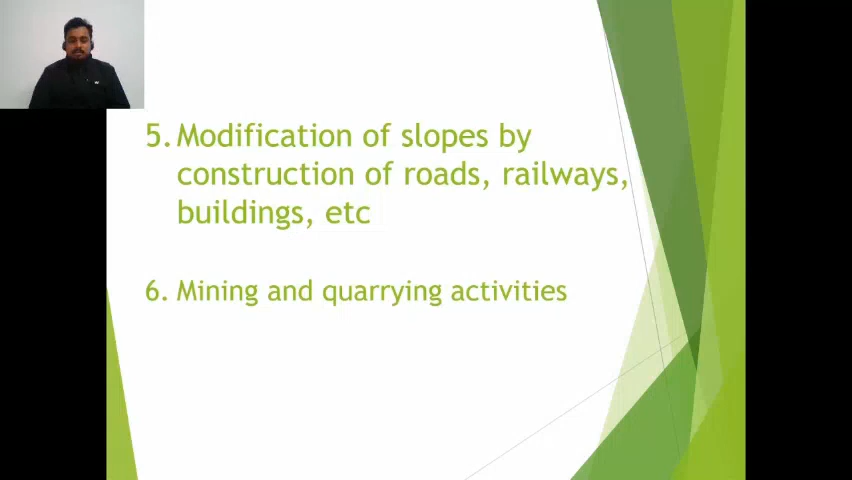 5. Modification of slopes by
construction of roads, railways,
buildings, etc
6. Mining and quarrying activities